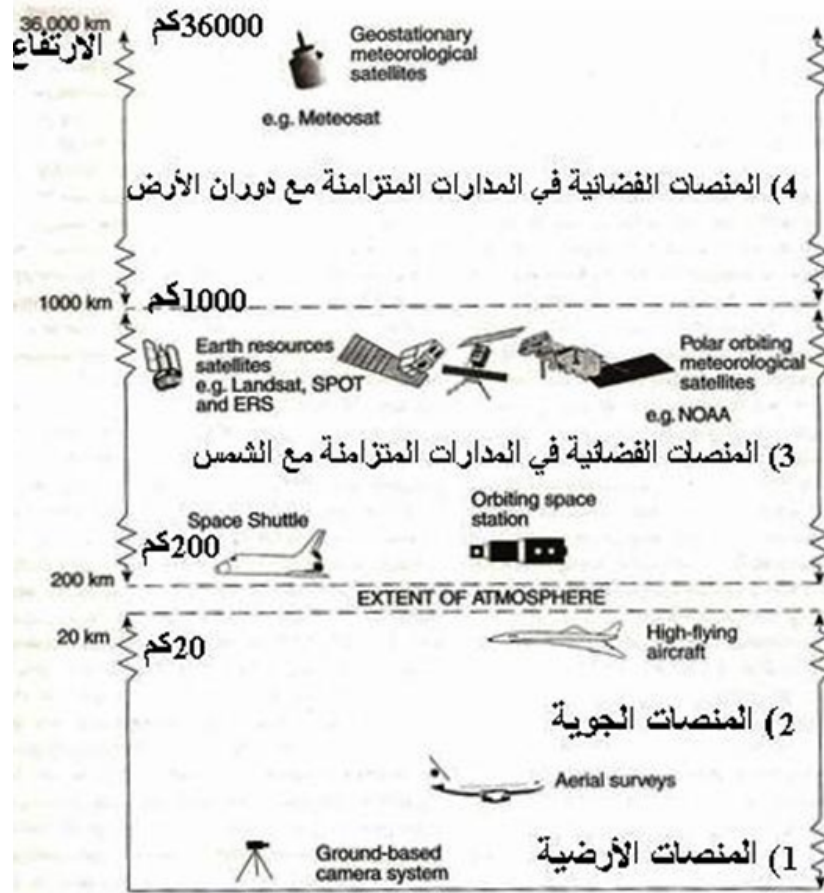 36,000 km
36000كم
الارتفاع
Geostationary
meteorological
satellites
e.g. Meteosat
4) المنصات الفضائية في المدارات المتزامنة مع دوران الأرض
1000 km
1000كم
Earth resources
satellites
e.g. Landsat, SPOT
and ERS
Polar orbiting
meteorological
satellites
e.g. NOAA
3) المنصات الفضائية في المدارات المتزامنة مع الشمس
Space Shuttle
Orbiting space
station
200كم
200 km
EXTENT OF ATMOSPHERE
20 km
20كم
High-flying
aircraft
2) المنصات الجوية
Aerial surveys
Ground-based
camera system
1) المنصات الأرضية